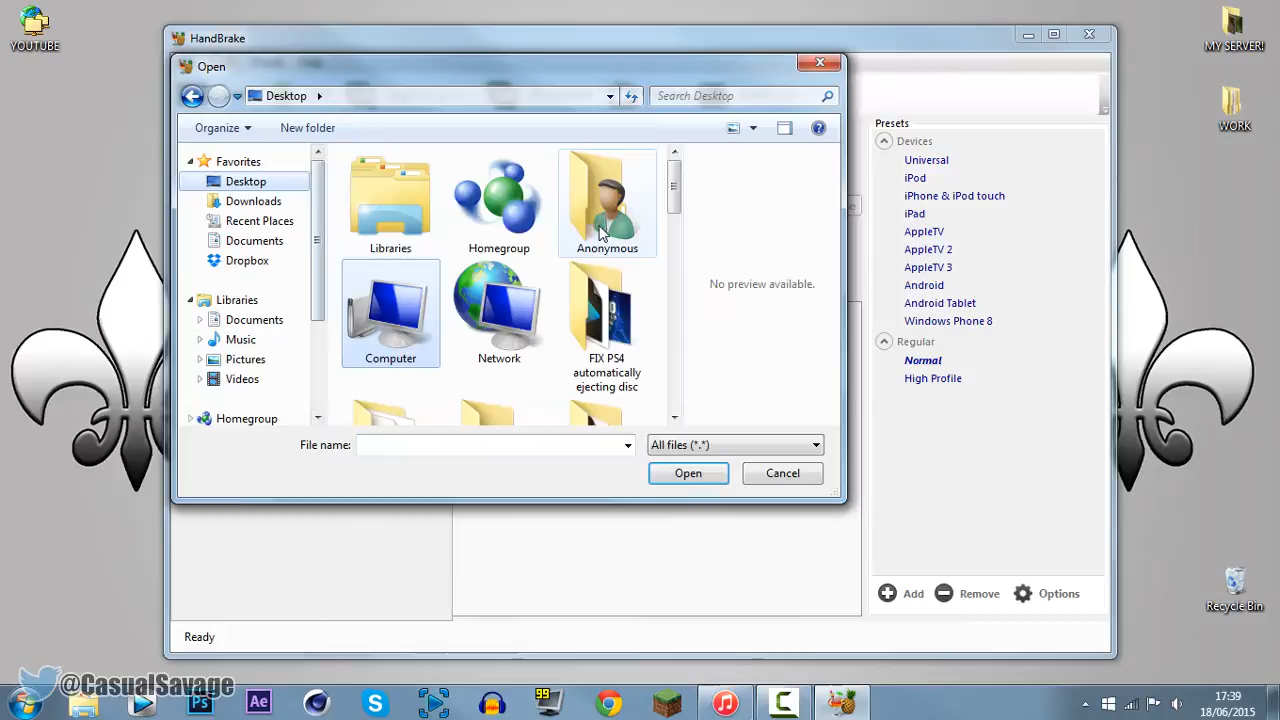 YOUTUBE
MY SERVER!
WORK
Recycle Bin
HandBrake
Open
Desktop
Search Desktop
Organize
New folder
Favorites
Desktop
Downloads
Recent Places
Documents
Dropbox
Libraries
Documents
Music
Pictures
Videos
Homegroup
Libraries
Homegroup
Anonymous
Computer
Network
FIX PS4
automatically
ejecting disc
No preview available.
File name:
All files (*.*)
Open
Cancel
Presets
Devices
Universal
iPod
iPhone & iPod touch
iPad
AppleTV
AppleTV 2
AppleTV 3
Android
Android Tablet
Windows Phone 8
Regular
Normal
High Profile
Add
Remove
Options
Ready
@CasualSavage
Ps
Ae
99
17:39
18/06/2015